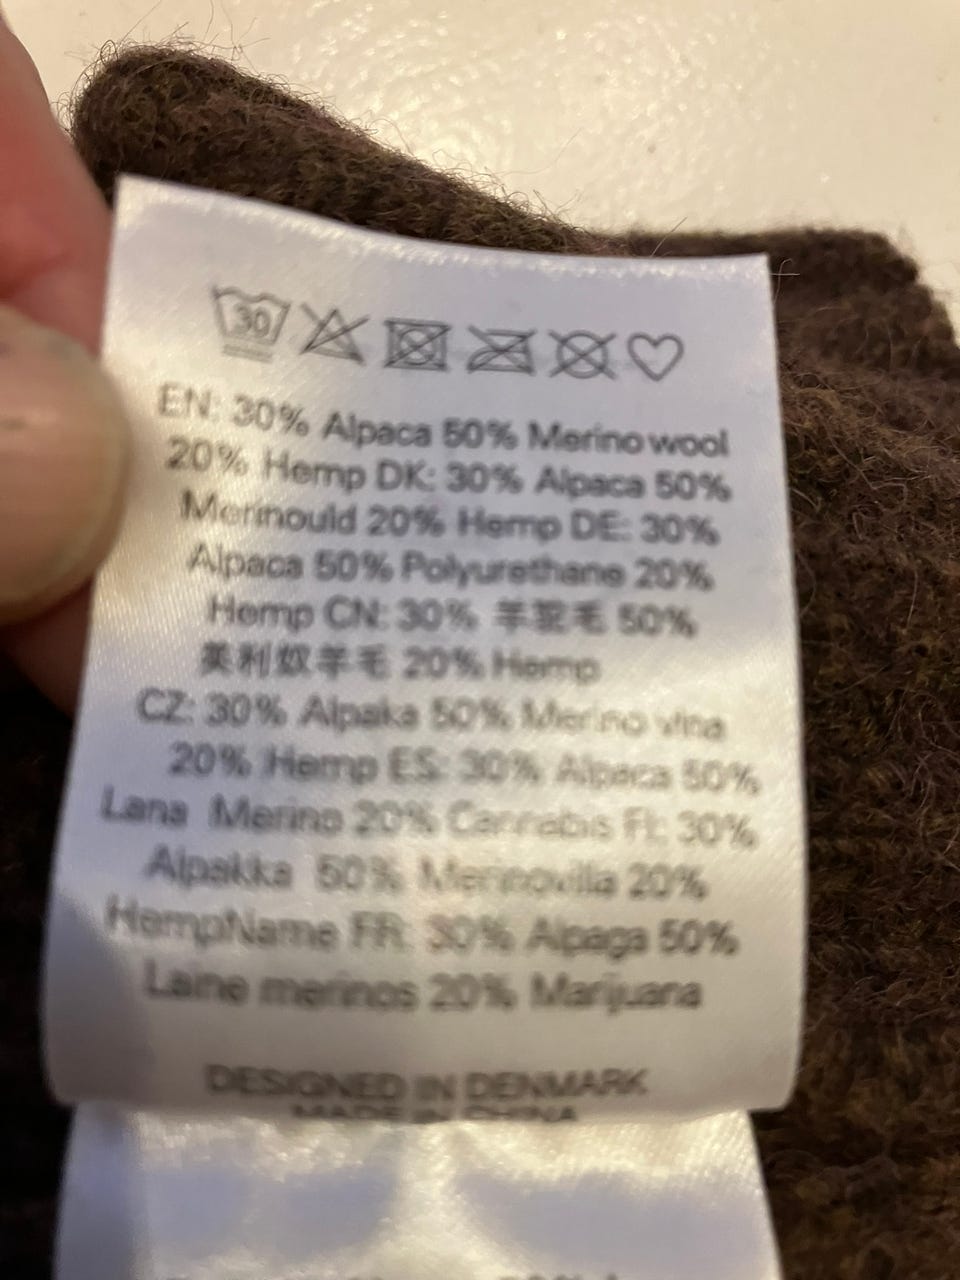 30
EN: 30% Alpaca 50% Merino wool
20% Hemp DK: 30% Alpaca 50%
Merinould 20% Hemp DE: 30%
Alpaca 50% Polyurethane 20%
Hemp CN: 30% 羊驼毛 50%
美利奴羊毛 20% Hemp
CZ: 30% Alpaka 50% Merino vlna
20% Hemp ES: 30% Alpaca 50%
Lana Merino 20% Cannabis FI: 30%
Alpakka 50% Merinovilla 20%
HempName FR: 30% Alpaga 50%
Laine merinos 20% Marijuana
DESIGNED IN DENMARK
MADE IN CHINA